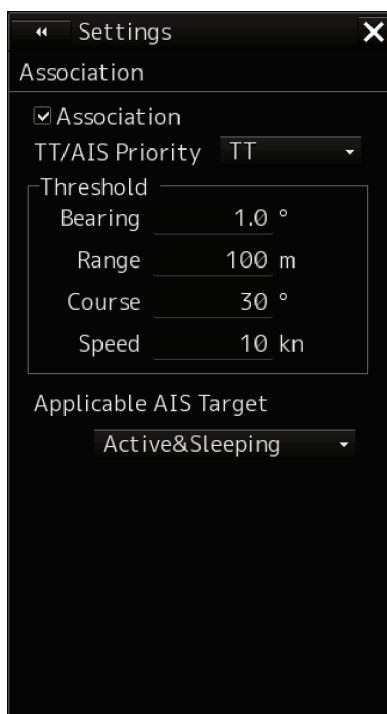 Settings
Association
Association
TT/AIS Priority TT
Threshold
Bearing 1.0 °
Range 100 m
Course 30 °
Speed 10 kn
Applicable AIS Target
Active&Sleeping